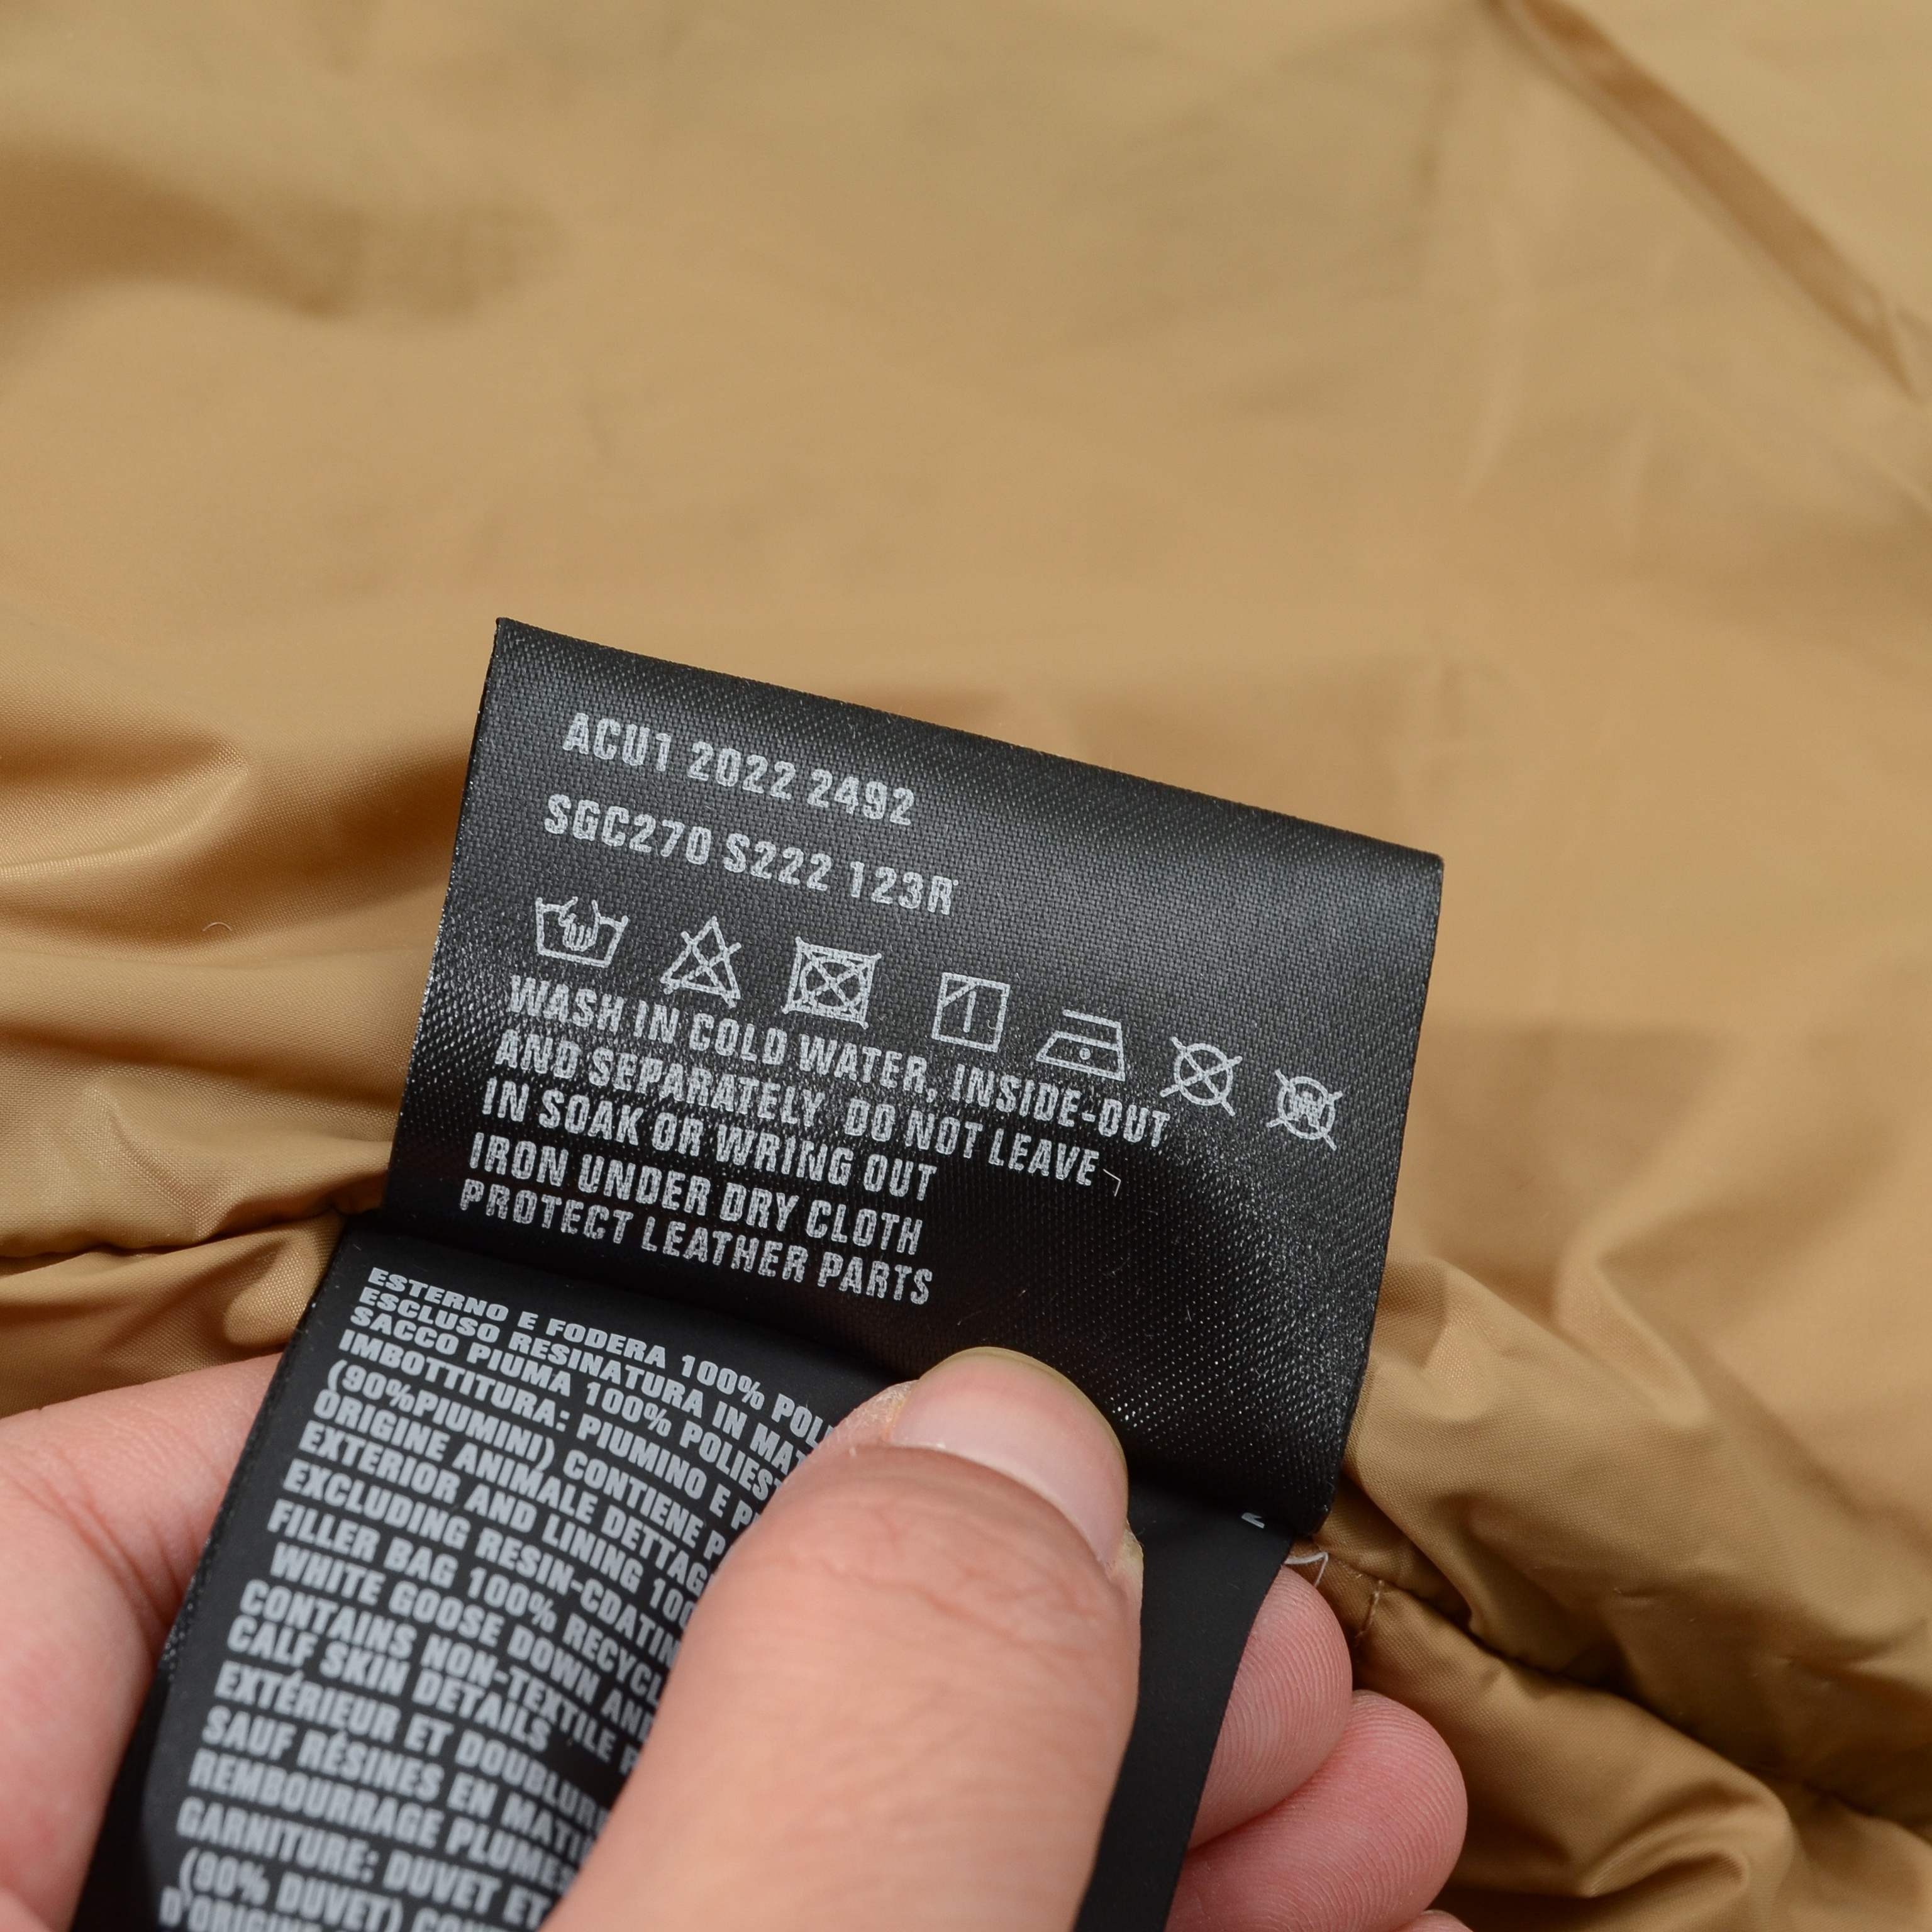 ACU1 2022 2492
SGC270 S222 123R
WASH IN COLD WATER, INSIDE-OUT
AND SEPARATELY DO NOT LEAVE
IN SOAK OR WRING OUT
IRON UNDER DRY CLOTH
PROTECT LEATHER PARTS
ESTERNO E FODERA 100%
ESCLUSO RESINATURA IN
SACCO PIUMA 100%
IMBOTTITURA: PIUMINO E
(90%PIUMINI) CONTIENE
ORIGINE ANIMALE
EXTERIOR AND LINING
EXCLUDING
FILLER BAG 100%
WHITE GOOSE DOWN
CONTAINS NON-TEXTILE
CALF SKIN DETAILS
EXTÉRIEUR ET
SAUF RÉSINES EN
REMBOURRAGE
GARNITURE: DUVET ET
(90% DUVET)